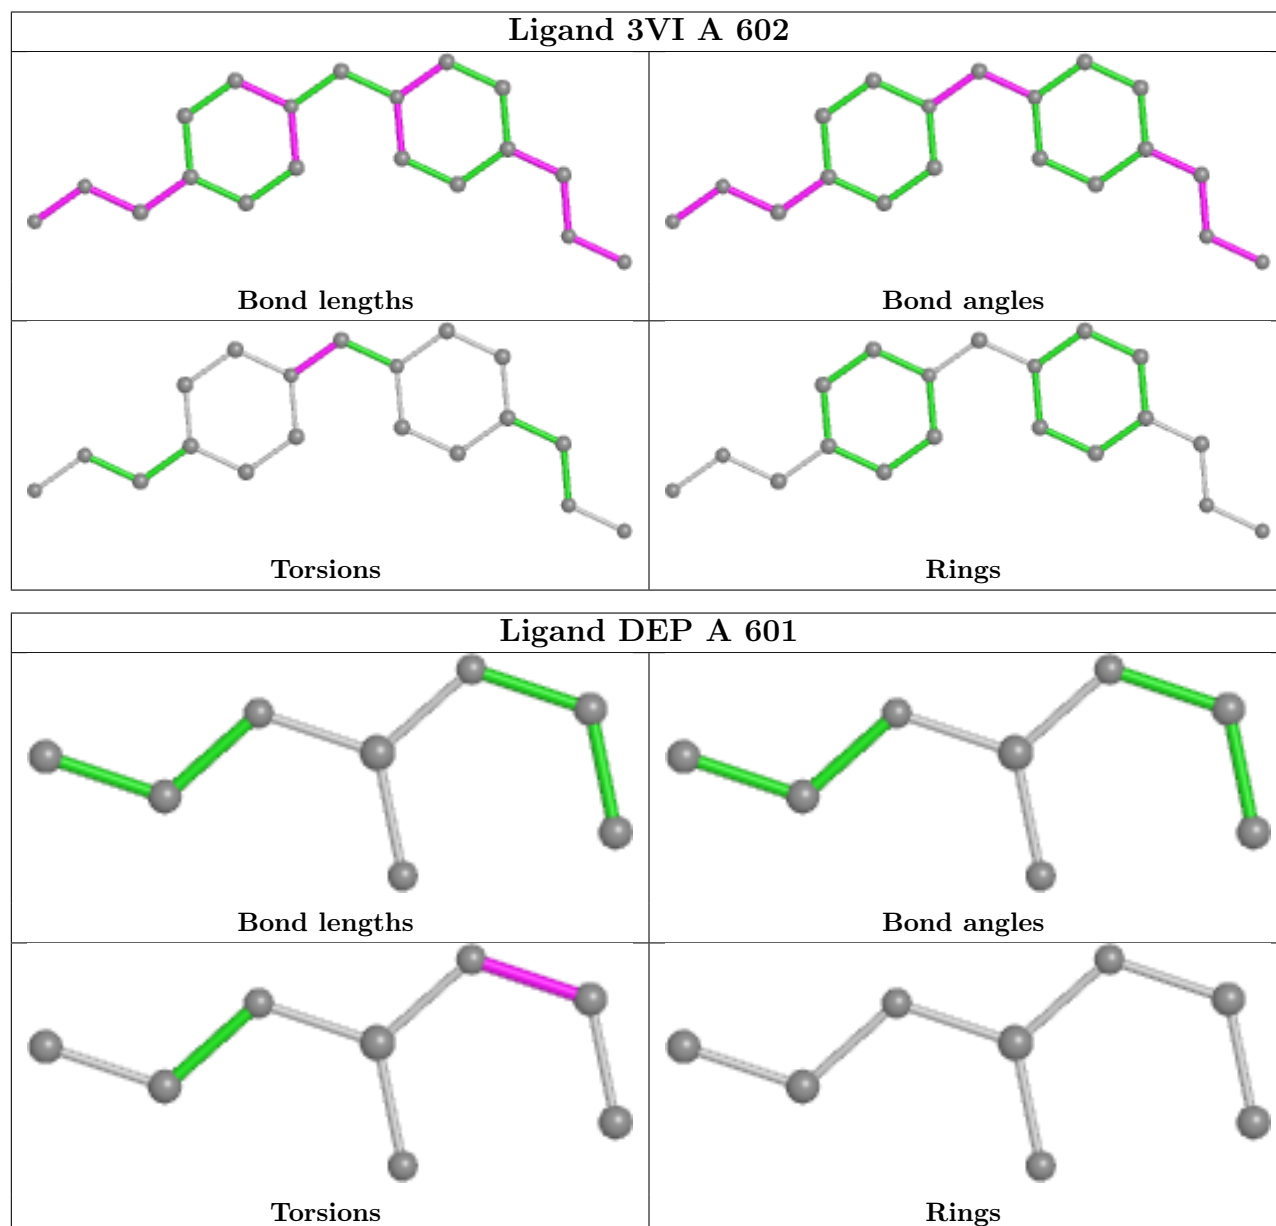 Ligand 3VI A 602
Bond lengths
Bond angles
Torsions
Rings
Ligand DEP A 601
Bond lengths
Bond angles
Torsions
Rings